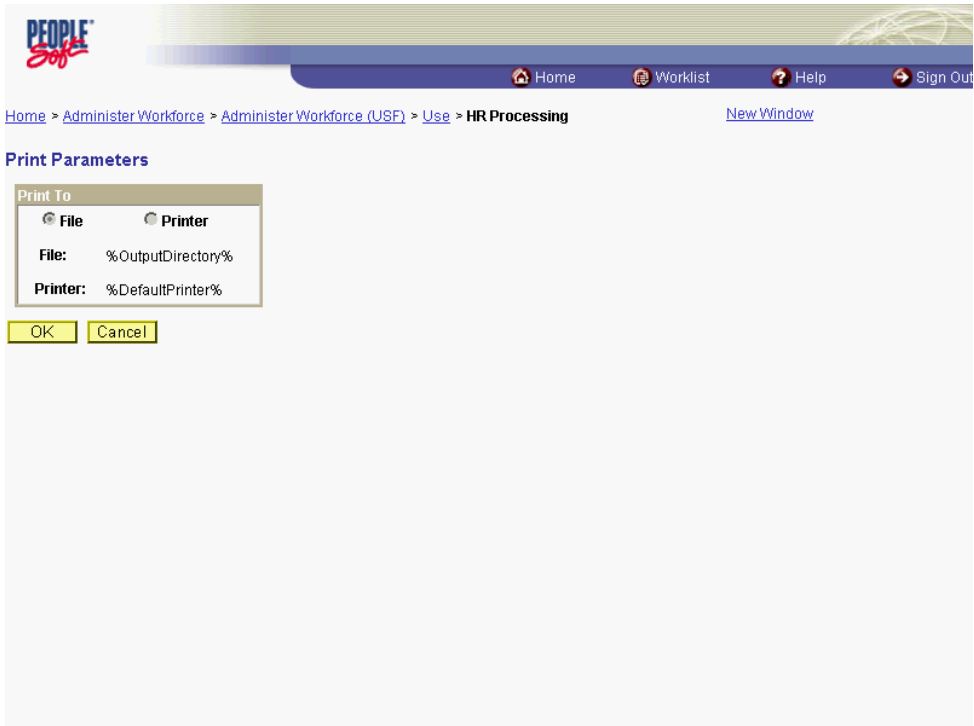 PEOPLE Soft
Home Worklist Help Sign Out
Home > Administer Workforce > Administer Workforce (USF) > Use > HR Processing New Window
Print Parameters
Print To
File Printer
File: %OutputDirectory%
Printer: %DefaultPrinter%
OK Cancel